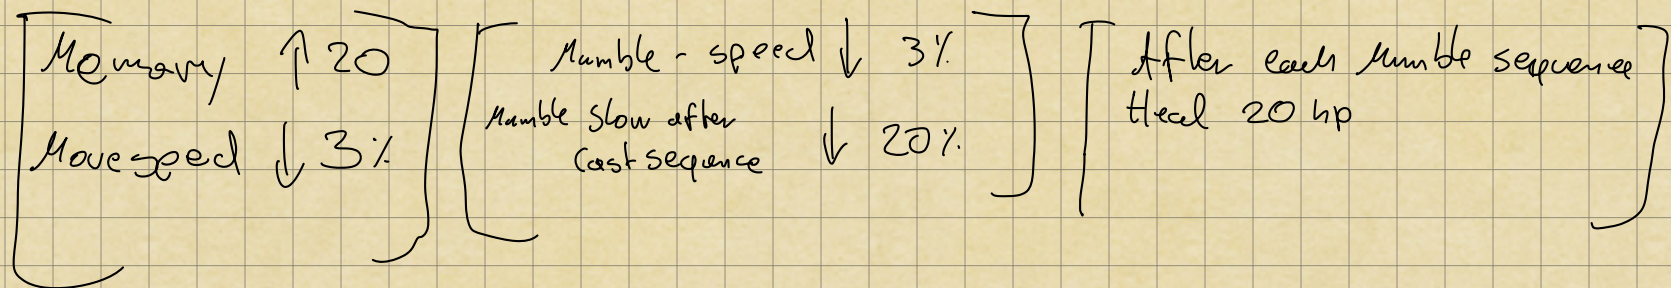 Memory ↑ 20
Movespeed ↓ 3%
Mumble - speed ↓ 3%
Mumble slow after
cast sequence ↓ 20%
After each Mumble sequence
Heal 20 hp